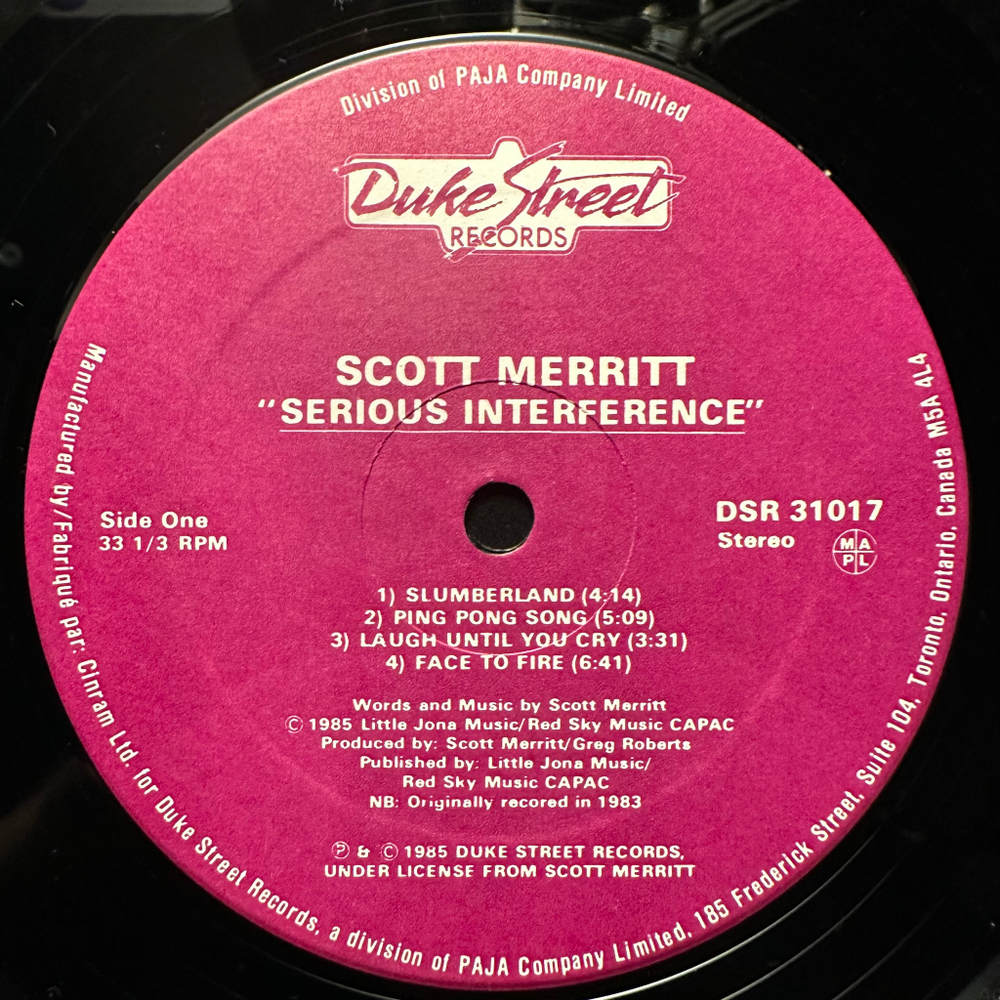 Division of PAJA Company Limited
Duke Street
RECORDS
SCOTT MERRITT
“SERIOUS INTERFERENCE”
Side One
33 1/3 RPM
DSR 31017
Stereo
MA
PL
1) SLUMBERLAND (4:14)
2) PING PONG SONG (5:09)
3) LAUGH UNTIL YOU CRY (3:31)
4) FACE TO FIRE (6:41)
Words and Music by Scott Merritt
© 1985 Little Jona Music/Red Sky Music CAPAC
Produced by: Scott Merritt/Greg Roberts
Published by: Little Jona Music/
Red Sky Music CAPAC
NB: Originally recored in 1983
℗ & © 1985 DUKE STREET RECORDS,
UNDER LICENSE FROM SCOTT MERRITT
Manufactured by/Fabriqué par: Cinram Ltd. for Duke Street Records, a division of PAJA Company Limited, 185 Frederick Street, Suite 104, Toronto, Ontario, Canada M5A 4L4